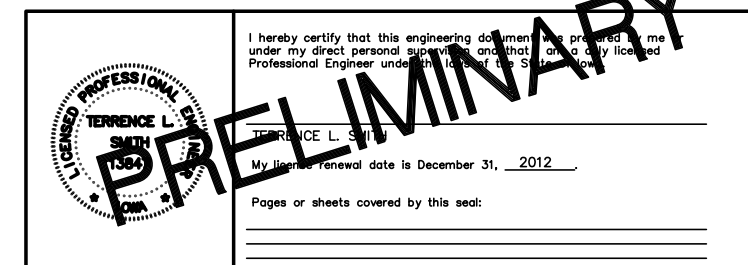 LICENSED PROFESSIONAL ENGINEER
TERRENCE L.
SMITH
IOWA
PRELIMINARY
I hereby certify that this engineering document was prepared by me or
under my direct personal supervision and that I am a duly licensed
Professional Engineer under the laws of the State of Iowa.
TERRENCE L. SMITH
My license renewal date is December 31, 2012.
Pages or sheets covered by this seal: